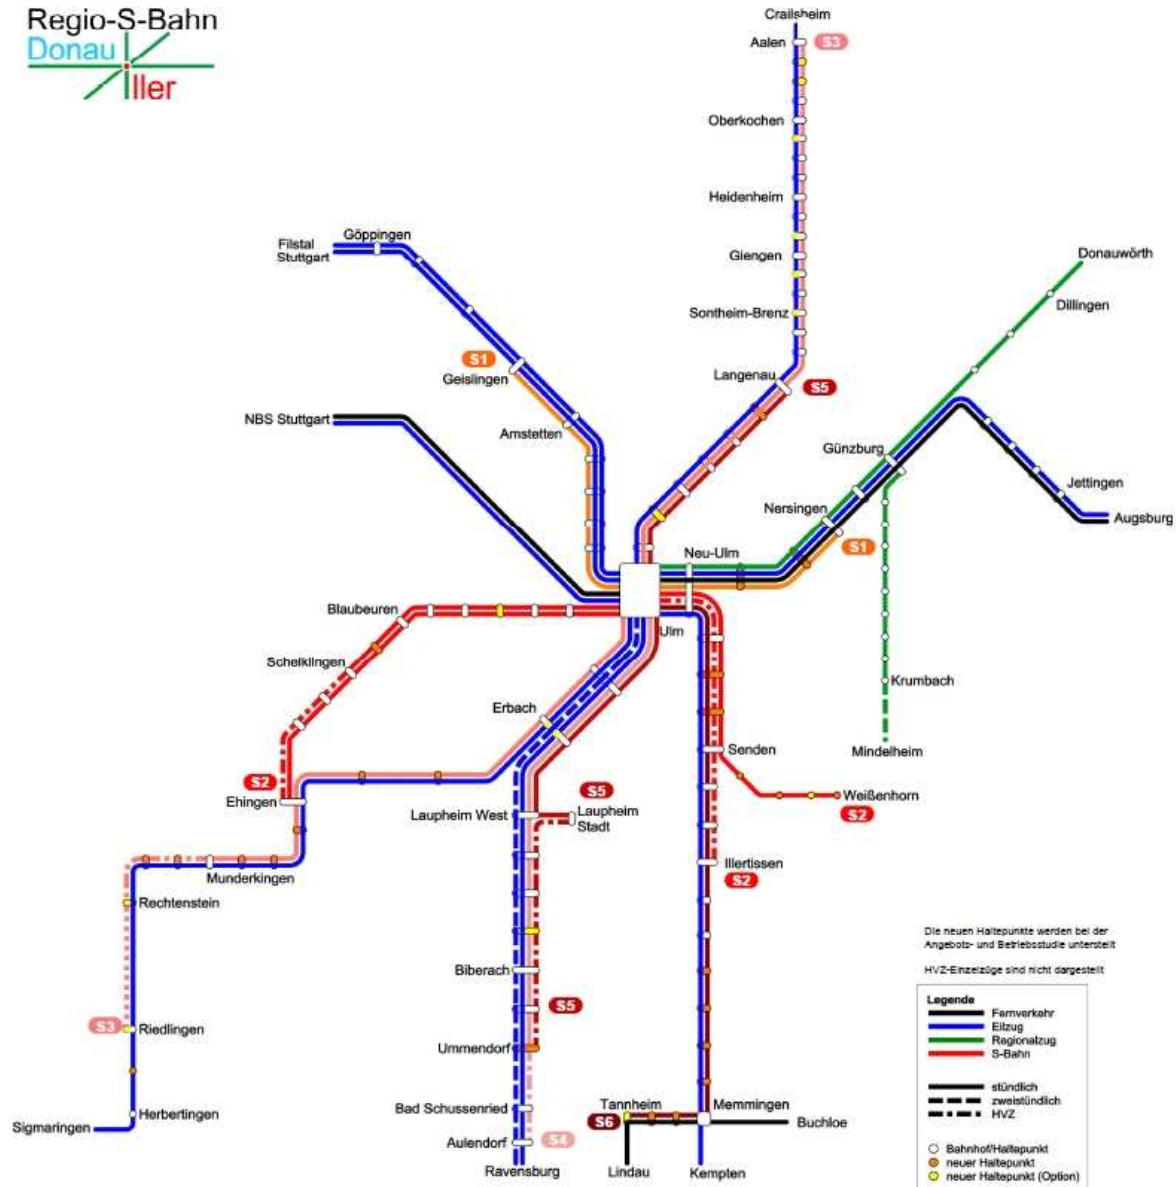 Regio-S-Bahn
Donau
Iller
Crailsheim
Aalen
S3
Oberkochen
Heidenheim
Giengen
Sontheim-Brenz
Langenau
S5
Göppingen
Filstal
Stuttgart
S1
Geislingen
Amstetten
NBS Stuttgart
Donauwörth
Dillingen
Günzburg
Jettingen
Augsburg
Nersingen
S1
Neu-Ulm
Ulm
Krumbach
Mindelheim
Blaubeuren
Schelklingen
Erbach
S2
Ehingen
Munderkingen
Rechtenstein
S3
Riedlingen
Herbertingen
Sigmaringen
Laupheim West
S5
Laupheim
Stadt
Biberach
S5
Ummendorf
Bad Schussenried
Aulendorf
S4
Ravensburg
Senden
Weißenhorn
S2
Illertissen
S2
Tannheim
Memmingen
S6
Buchloe
Lindau
Kempten
Die neuen Haltepunkte werden bei der
Angebots- und Betriebsstudie unterstellt
HVZ-Einzelzüge sind nicht dargestellt
Legende
Fernverkehr
Eilzug
Regionalzug
S-Bahn
stündlich
zweistündlich
HVZ
Bahnhof/Haltepunkt
neuer Haltepunkt
neuer Haltepunkt (Option)